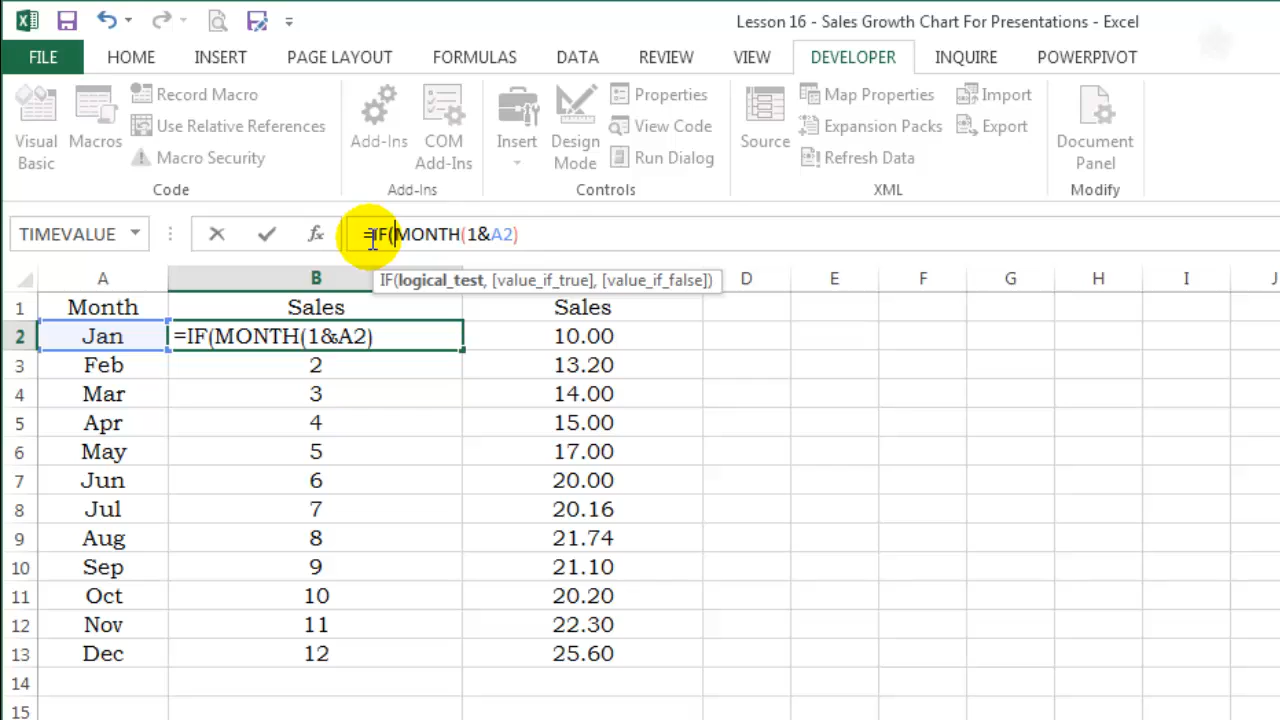 Lesson 16 - Sales Growth Chart For Presentations - Excel
FILE HOME INSERT PAGE LAYOUT FORMULAS DATA REVIEW VIEW DEVELOPER INQUIRE POWERPIVOT
Visual Basic
Macros
Record Macro
Use Relative References
Macro Security
Code
Add-Ins
COM Add-Ins
Add-Ins
Insert
Design Mode
Properties
View Code
Run Dialog
Controls
Source
Map Properties
Expansion Packs
Refresh Data
Import
Export
XML
Document Panel
Modify
TIMEVALUE fx =IF(MONTH(1&A2)
IF(logical_test, [value_if_true], [value_if_false])
A B D E F G H I J
1 Month Sales Sales
2 Jan =IF(MONTH(1&A2) 10.00
3 Feb 2 13.20
4 Mar 3 14.00
5 Apr 4 15.00
6 May 5 17.00
7 Jun 6 20.00
8 Jul 7 20.16
9 Aug 8 21.74
10 Sep 9 21.10
11 Oct 10 20.20
12 Nov 11 22.30
13 Dec 12 25.60
14
15